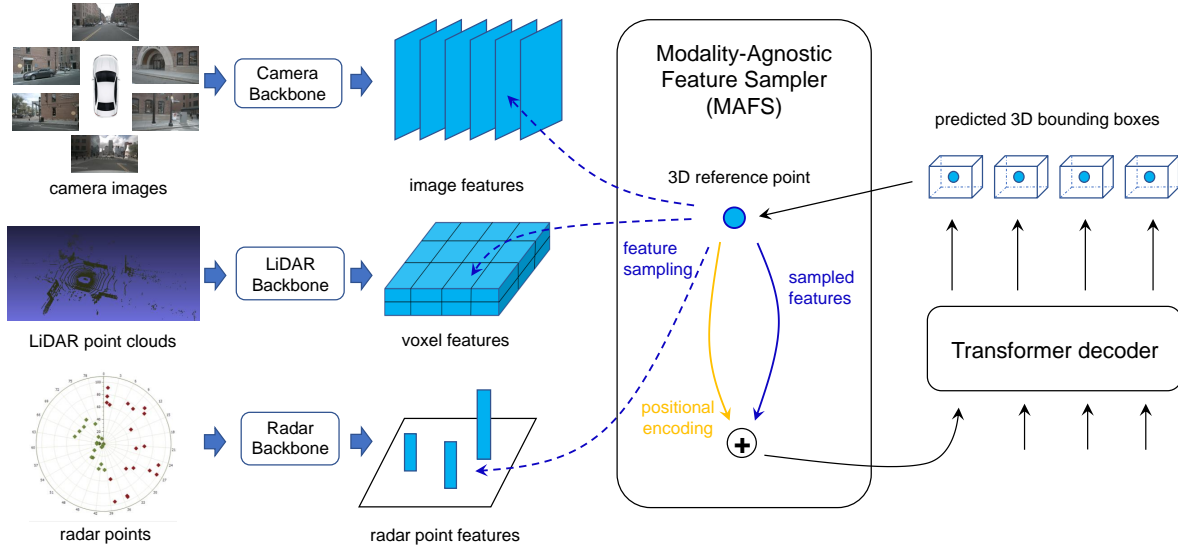 camera images
Camera
Backbone
image features
LiDAR point clouds
LiDAR
Backbone
voxel features
radar points
Radar
Backbone
radar point features
Modality-Agnostic
Feature Sampler
(MAFS)
3D reference point
feature
sampling
sampled
features
positional
encoding
+
predicted 3D bounding boxes
Transformer decoder